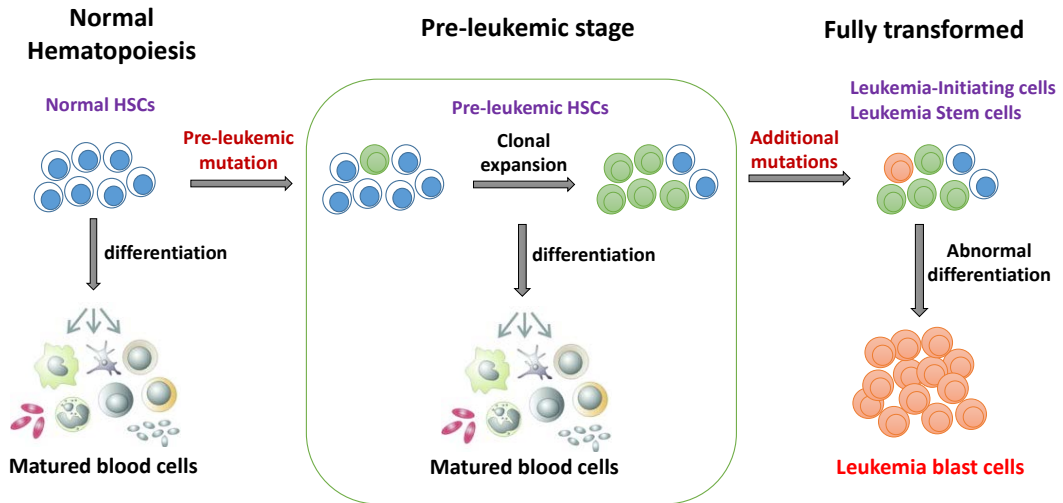 Normal
Hematopoiesis
Pre-leukemic stage
Fully transformed
Normal HSCs
Pre-leukemic
mutation
Pre-leukemic HSCs
Clonal
expansion
Additional
mutations
Leukemia-Initiating cells
Leukemia Stem cells
differentiation
differentiation
Abnormal
differentiation
Matured blood cells
Matured blood cells
Leukemia blast cells